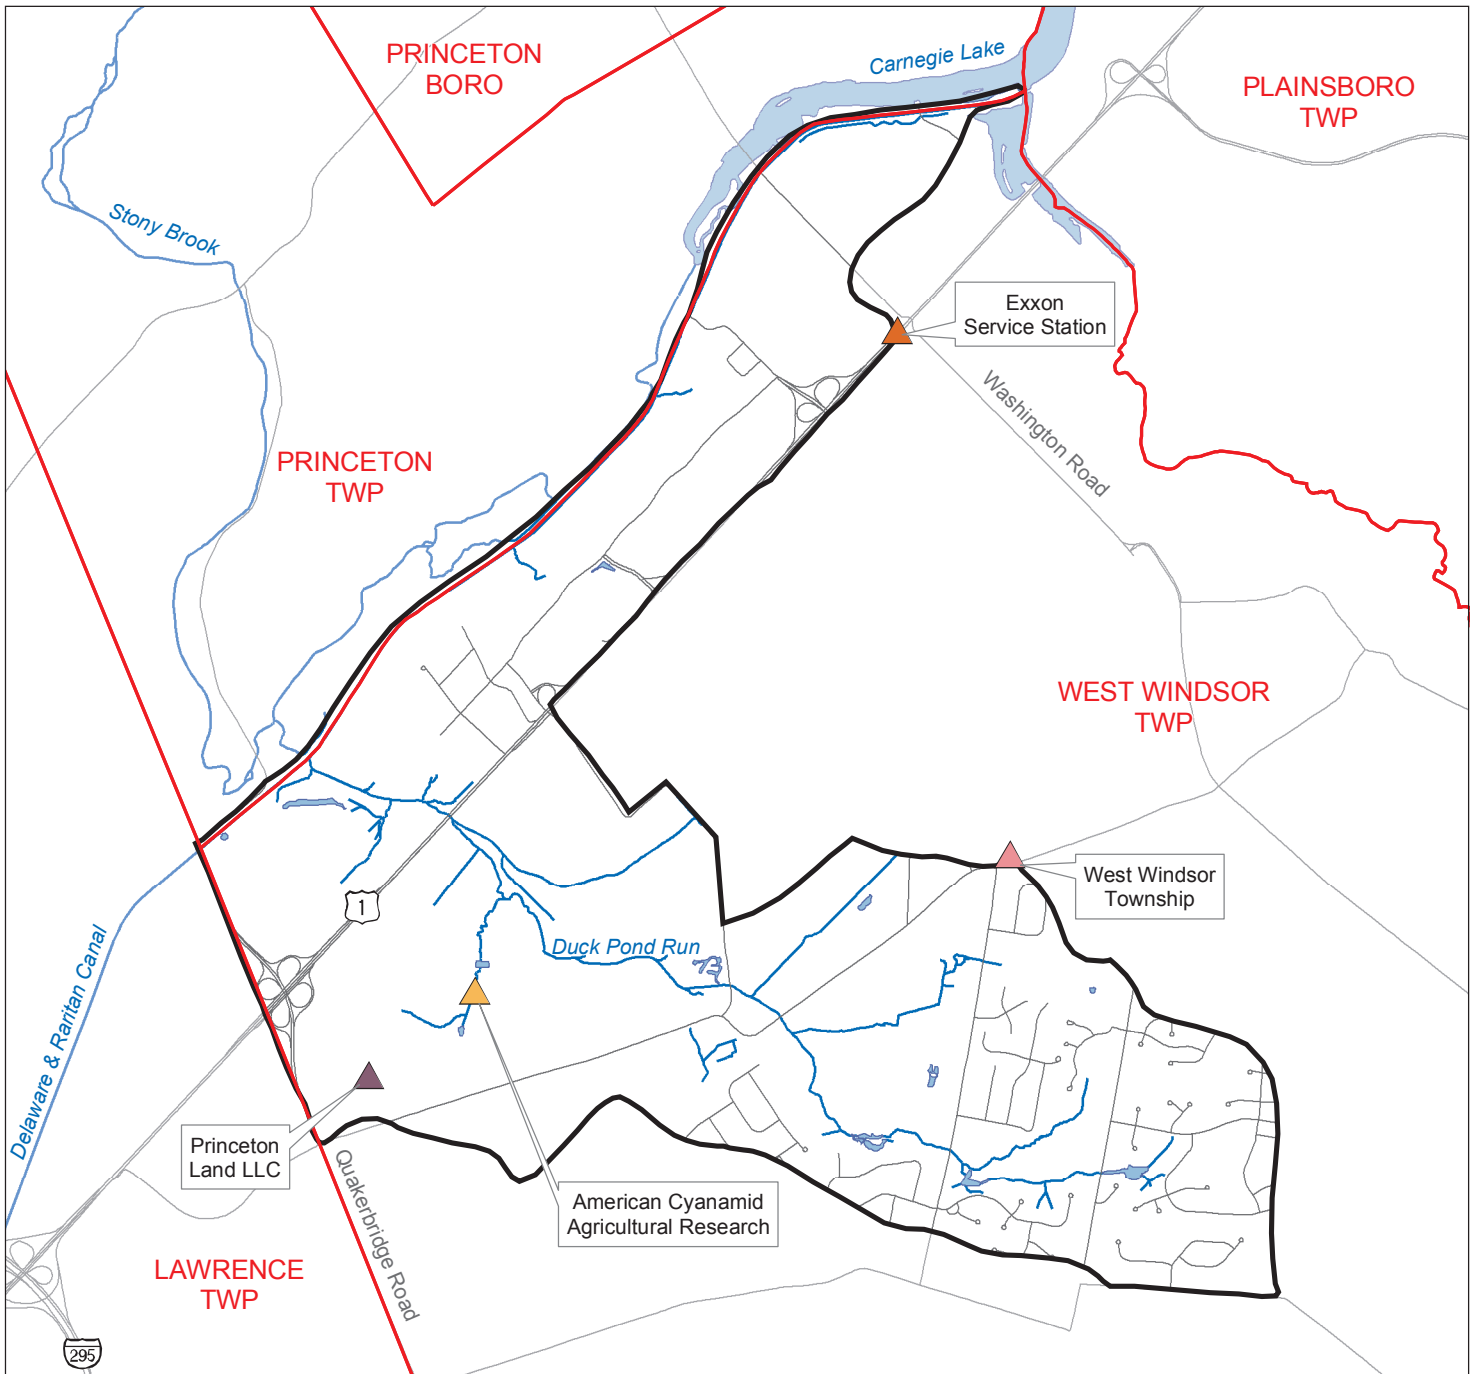 PRINCETON
BORO
Carnegie Lake
PLAINSBORO
TWP
Stony Brook
Exxon
Service Station
Washington Road
PRINCETON
TWP
WEST WINDSOR
TWP
West Windsor
Township
1
Duck Pond Run
Delaware & Raritan Canal
Princeton
Land LLC
American Cyanamid
Agricultural Research
Quakerbridge Road
LAWRENCE
TWP
295